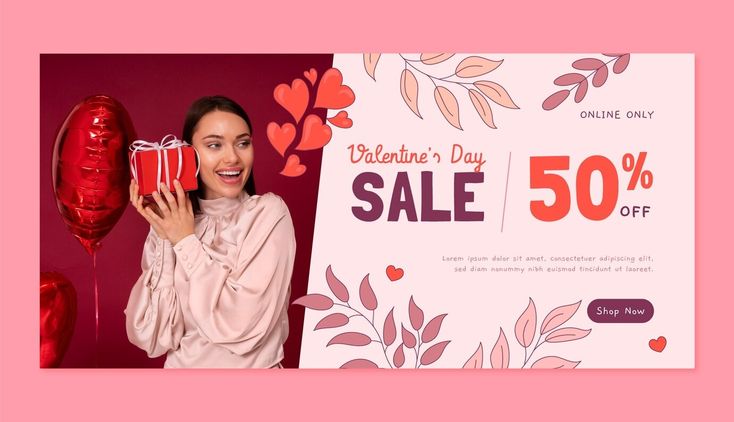 ONLINE ONLY
Valentine's Day
SALE
50%
OFF
Lorem ipsum dolor sit amet, consectetuer adipiscing elit,
sed diam nonummy nibh euismod tincidunt ut laoreet.
Shop Now